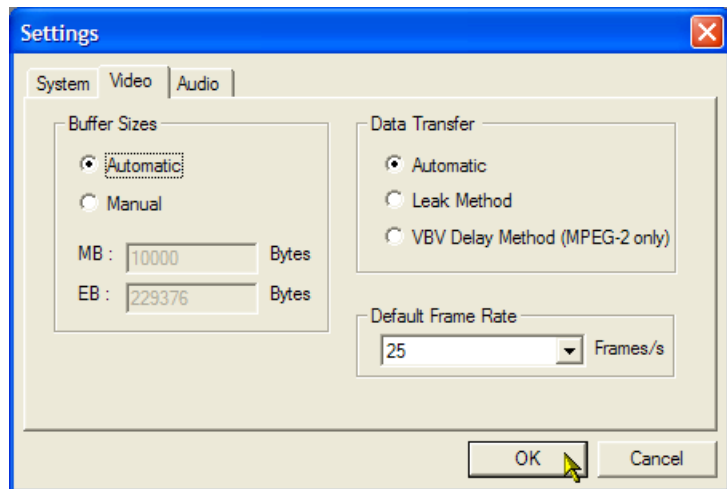 Settings
System Video Audio
Buffer Sizes
Automatic
Manual
MB : 10000 Bytes
EB : 229376 Bytes
Data Transfer
Automatic
Leak Method
VBV Delay Method (MPEG-2 only)
Default Frame Rate
25 Frames/s
OK Cancel